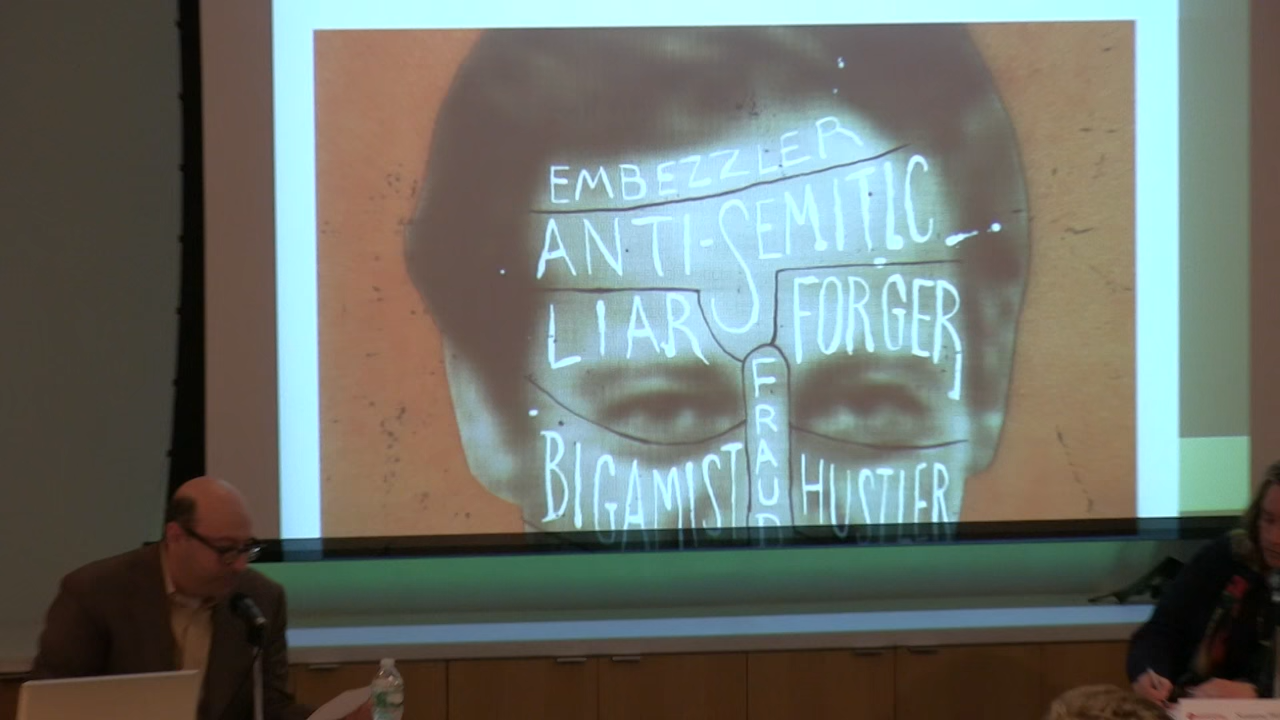 EMBEZZLER
ANTI-SEMITIC
LIAR FORGER
FRAUD
BIGAMIST HUSTLER